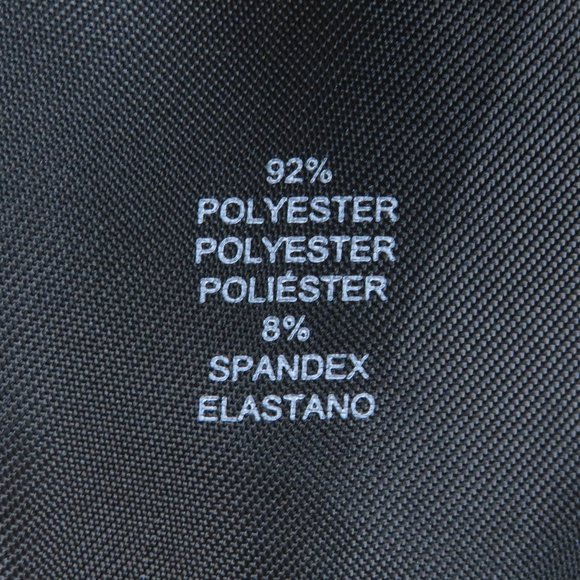 92%
POLYESTER
POLYESTER
POLIÉSTER
8%
SPANDEX
ELASTANO